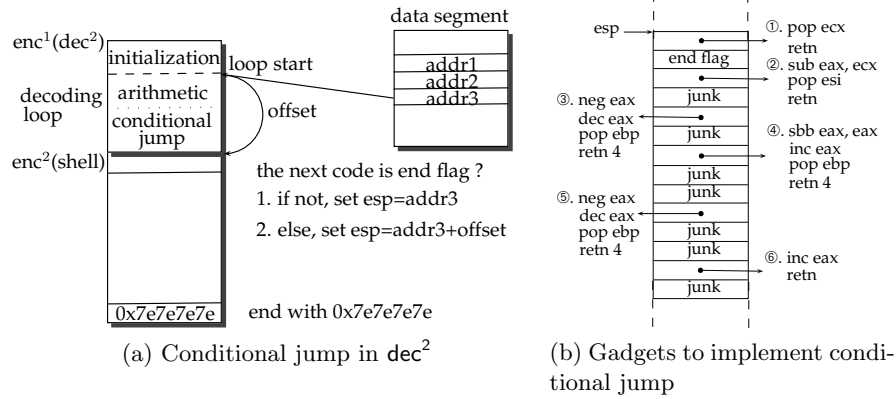 enc¹(dec²)
initialization
loop start
decoding
loop
arithmetic
conditional
jump
offset
enc²(shell)
data segment
addr1
addr2
addr3
the next code is end flag ?
1. if not, set esp=addr3
2. else, set esp=addr3+offset
0x7e7e7e7e
end with 0x7e7e7e7e
(a) Conditional jump in dec²
esp
①. pop ecx
retn
end flag
②. sub eax, ecx
pop esi
retn
junk
③. neg eax
dec eax
pop ebp
retn 4
junk
④. sbb eax, eax
inc eax
pop ebp
retn 4
junk
junk
⑤. neg eax
dec eax
pop ebp
retn 4
junk
junk
⑥. inc eax
retn
junk
(b) Gadgets to implement condi-
tional jump